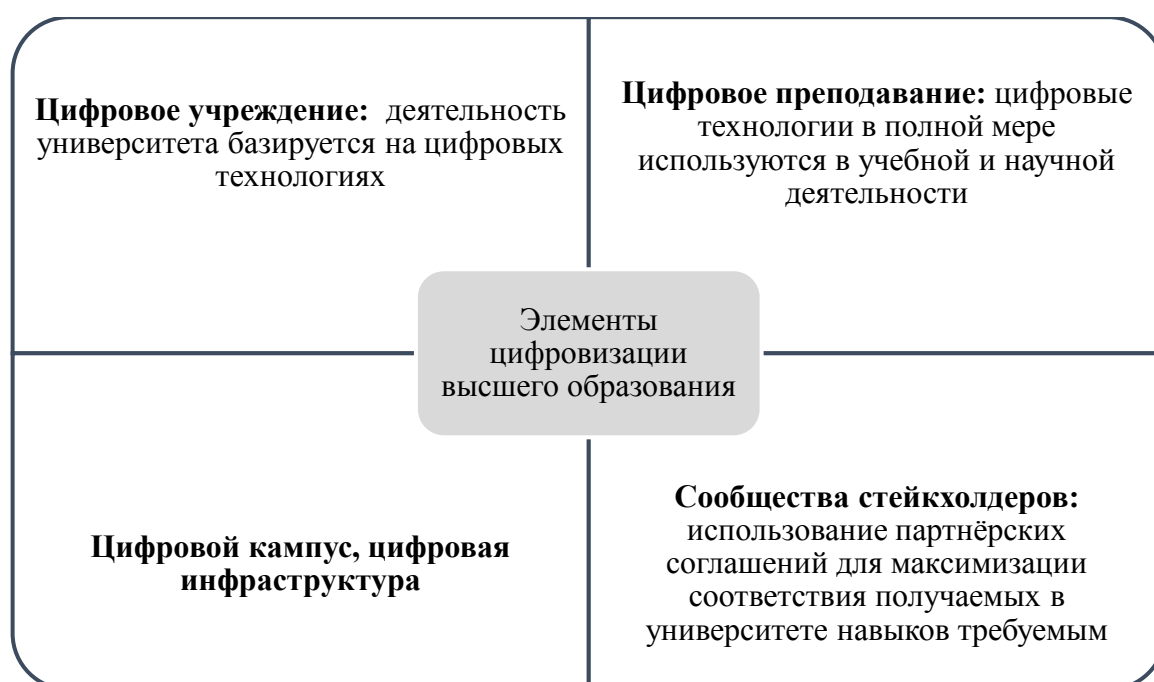 Цифровое учреждение: деятельность
университета базируется на цифровых
технологиях
Цифровое преподавание: цифровые
технологии в полной мере
используются в учебной и научной
деятельности
Элементы
цифровизации
высшего образования
Цифровой кампус, цифровая
инфраструктура
Сообщества стейкхолдеров:
использование партнёрских
соглашений для максимизации
соответствия получаемых в
университете навыков требуемым